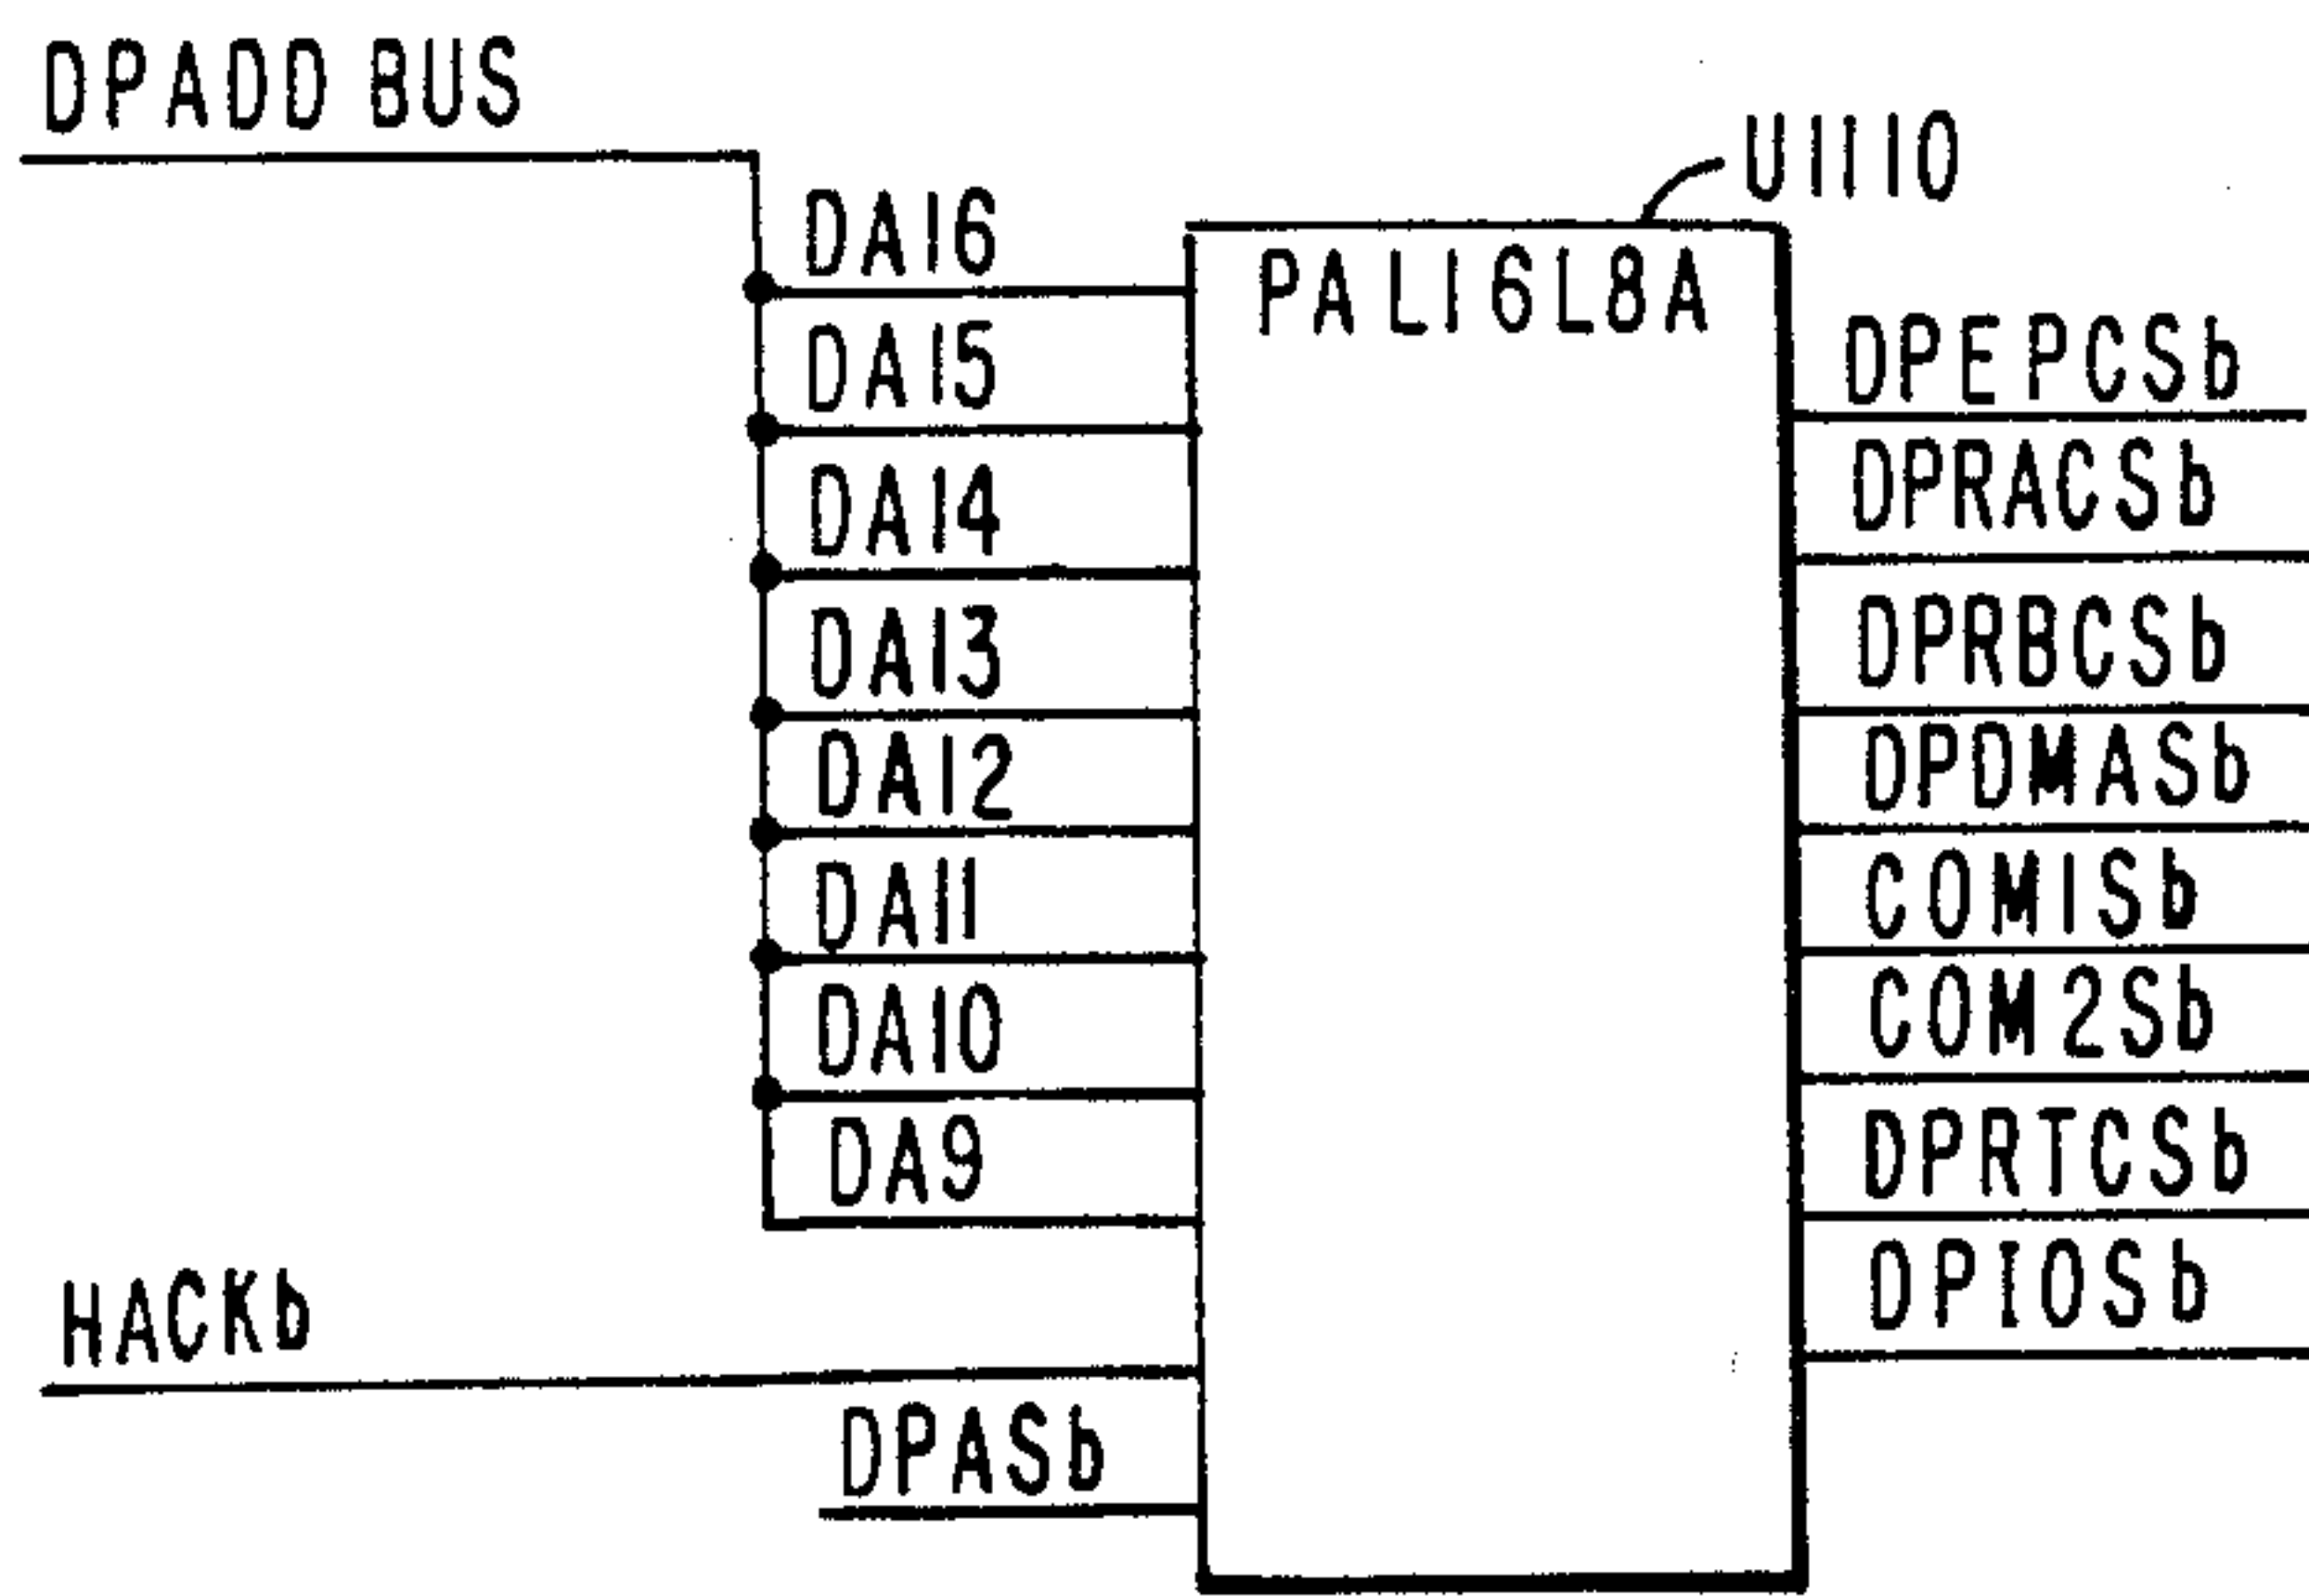 DPADD BUS
U1110
DA16
PAL16L8A
DA15
DPEPCSb
DA14
DPRACSb
DA13
DPRBCSb
DA12
DPDMASb
DA11
COM1Sb
DA10
COM2Sb
DA9
DPRTCSb
HACKb
DPIOSb
DPASb